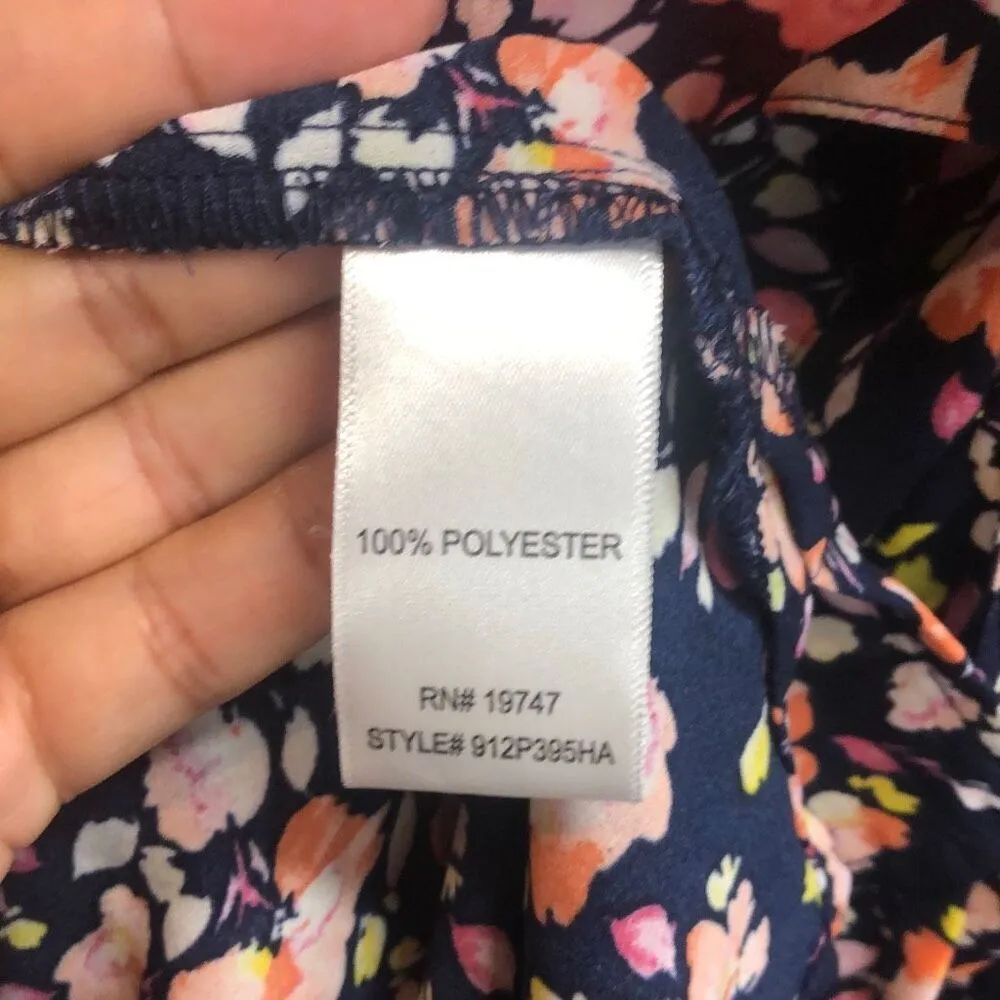 100% POLYESTER
RN# 19747
STYLE# 912P395HA